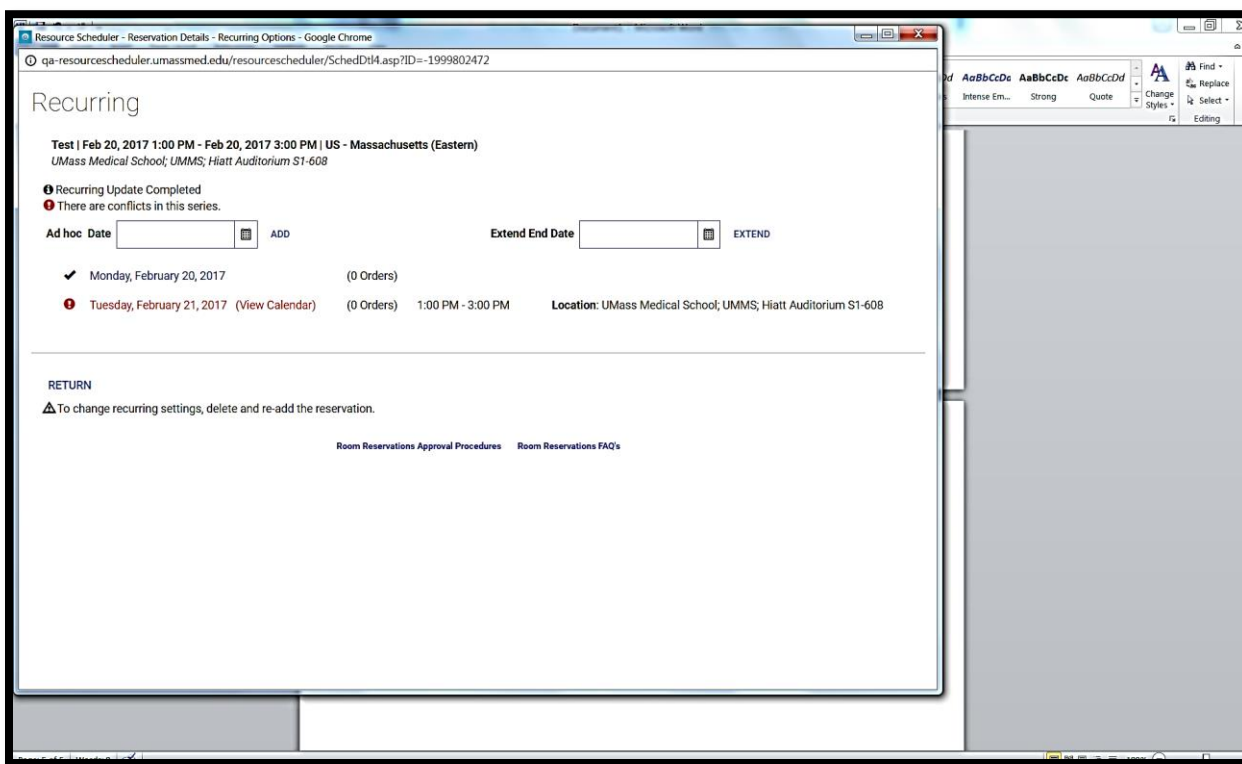 Resource Scheduler - Reservation Details - Recurring Options - Google Chrome
qa-resourcescheduler.umassmed.edu/resourcescheduler/SchedDtl4.asp?ID=-1999802472
Recurring
Test | Feb 20, 2017 1:00 PM - Feb 20, 2017 3:00 PM | US - Massachusetts (Eastern)
UMass Medical School; UMMS; Hiatt Auditorium S1-608
Recurring Update Completed
There are conflicts in this series.
Ad hoc Date ADD Extend End Date EXTEND
Monday, February 20, 2017 (0 Orders)
Tuesday, February 21, 2017 (View Calendar) (0 Orders) 1:00 PM - 3:00 PM Location: UMass Medical School; UMMS; Hiatt Auditorium S1-608
RETURN
To change recurring settings, delete and re-add the reservation.
Room Reservations Approval Procedures Room Reservations FAQ's
AaBbCcDc AaBbCcDc AaBbCcDd
Intense Em... Strong Quote
Change
Styles
Find
Replace
Select
Editing